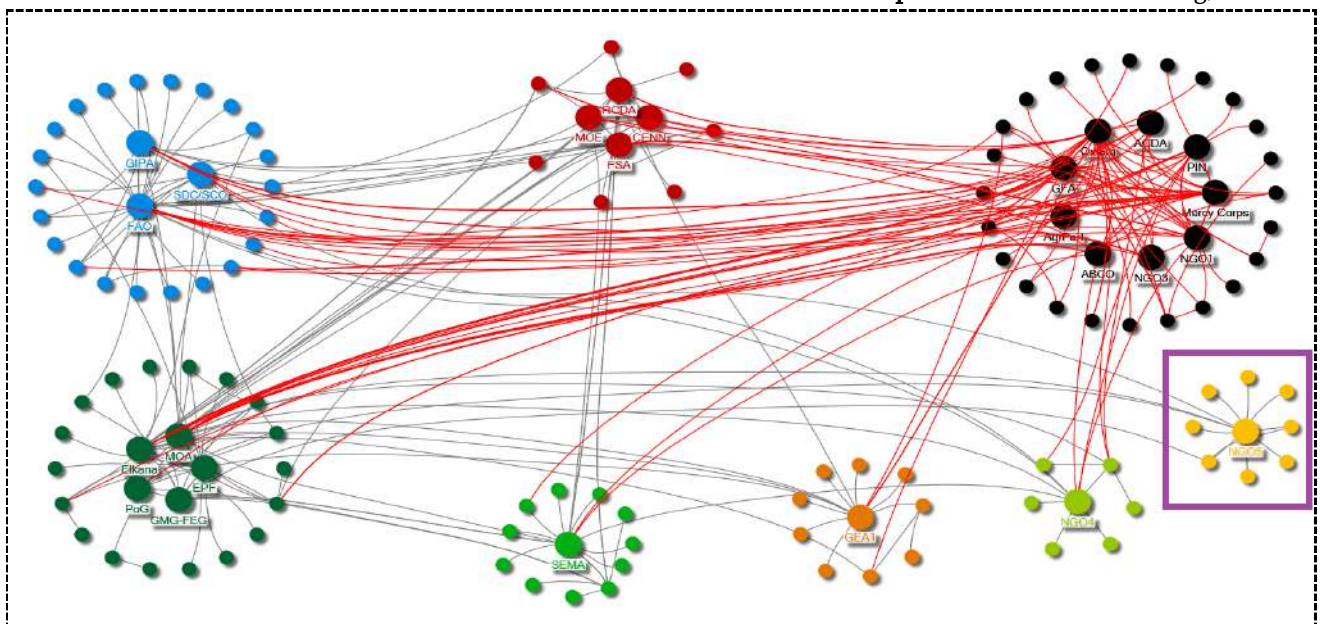 RCDA
MOE
CENN
FSA
GIPA
SDC/SCO
FAO
ACDA
PIN
GFA
Mercy Corps
NGO1
ABCO
NGO3
MOA
Elkana
EPF
PoG
GMG-FEG
SEMA
GEA1
NGO4
NGO5